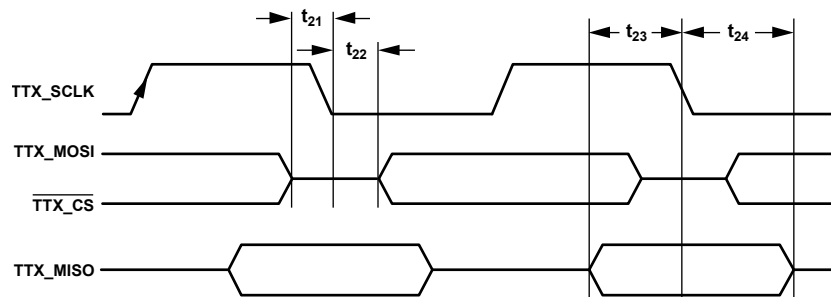 t21
t22
t23
t24
TTX_SCLK
TTX_MOSI
TTX_CS
TTX_MISO